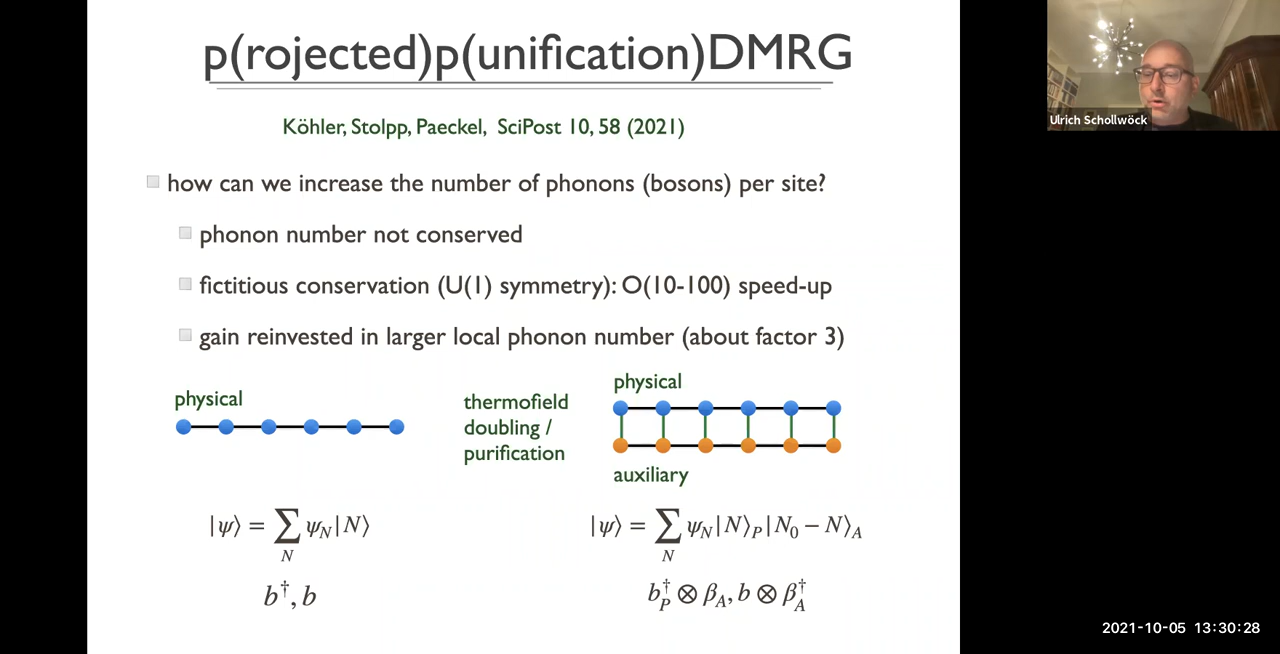 p(rojected)p(unification)DMRG
Köhler, Stolpp, Paeckel, SciPost 10, 58 (2021)
how can we increase the number of phonons (bosons) per site?
phonon number not conserved
fictitious conservation (U(1) symmetry): O(10-100) speed-up
gain reinvested in larger local phonon number (about factor 3)
physical
thermofield
doubling /
purification
physical
auxiliary
|ψ⟩ = ∑_N ψ_N |N⟩
b†, b
|ψ⟩ = ∑_N ψ_N |N⟩_P |N_0 − N⟩_A
b_P^† ⊗ β_A, b ⊗ β_A^†
Ulrich Schollwöck
2021-10-05 13:30:28